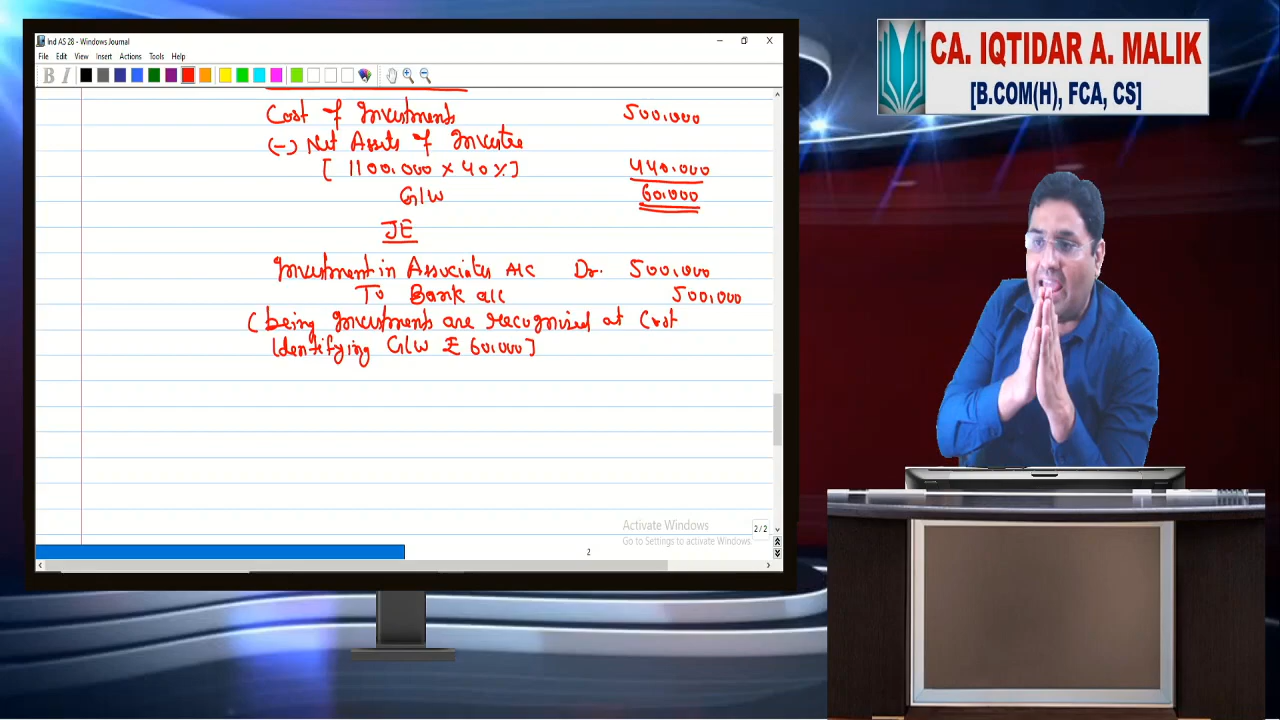 Ind AS 28 - Windows Journal
File Edit View Insert Actions Tools Help
B I
Cost of Investments 500,000
(-) Net Assets of Investee
[ 1100,000 x 40% ] 440,000
G/W 60,000
JE
Investment in Associates A/c Dr. 500,000
To Bank a/c 500,000
( being Investments are recognised at Cost
Identifying G/W ₹ 60,000 ]
Activate Windows
Go to Settings to activate Windows.
2/2
2
CA. IQTIDAR A. MALIK
[B.COM(H), FCA, CS]